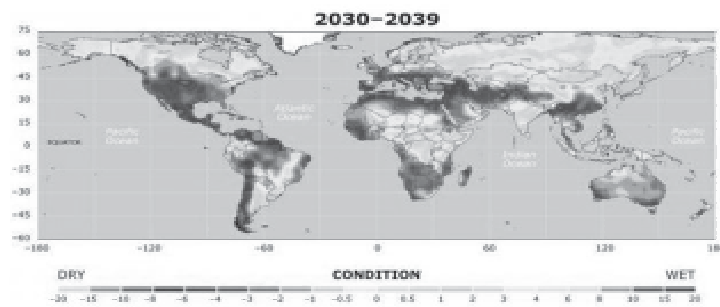 2030–2039
75
60
45
30
15
0
-15
-30
-45
-60
EQUATOR
Pacific Ocean
Atlantic Ocean
Indian Ocean
Pacific Ocean
-180 -120 -60 0 60 120 18
DRY CONDITION WET
-20 -15 -10 -8 -6 -4 -3 -2 -1 -0.5 0 0.5 1 2 3 4 6 8 10 15 20